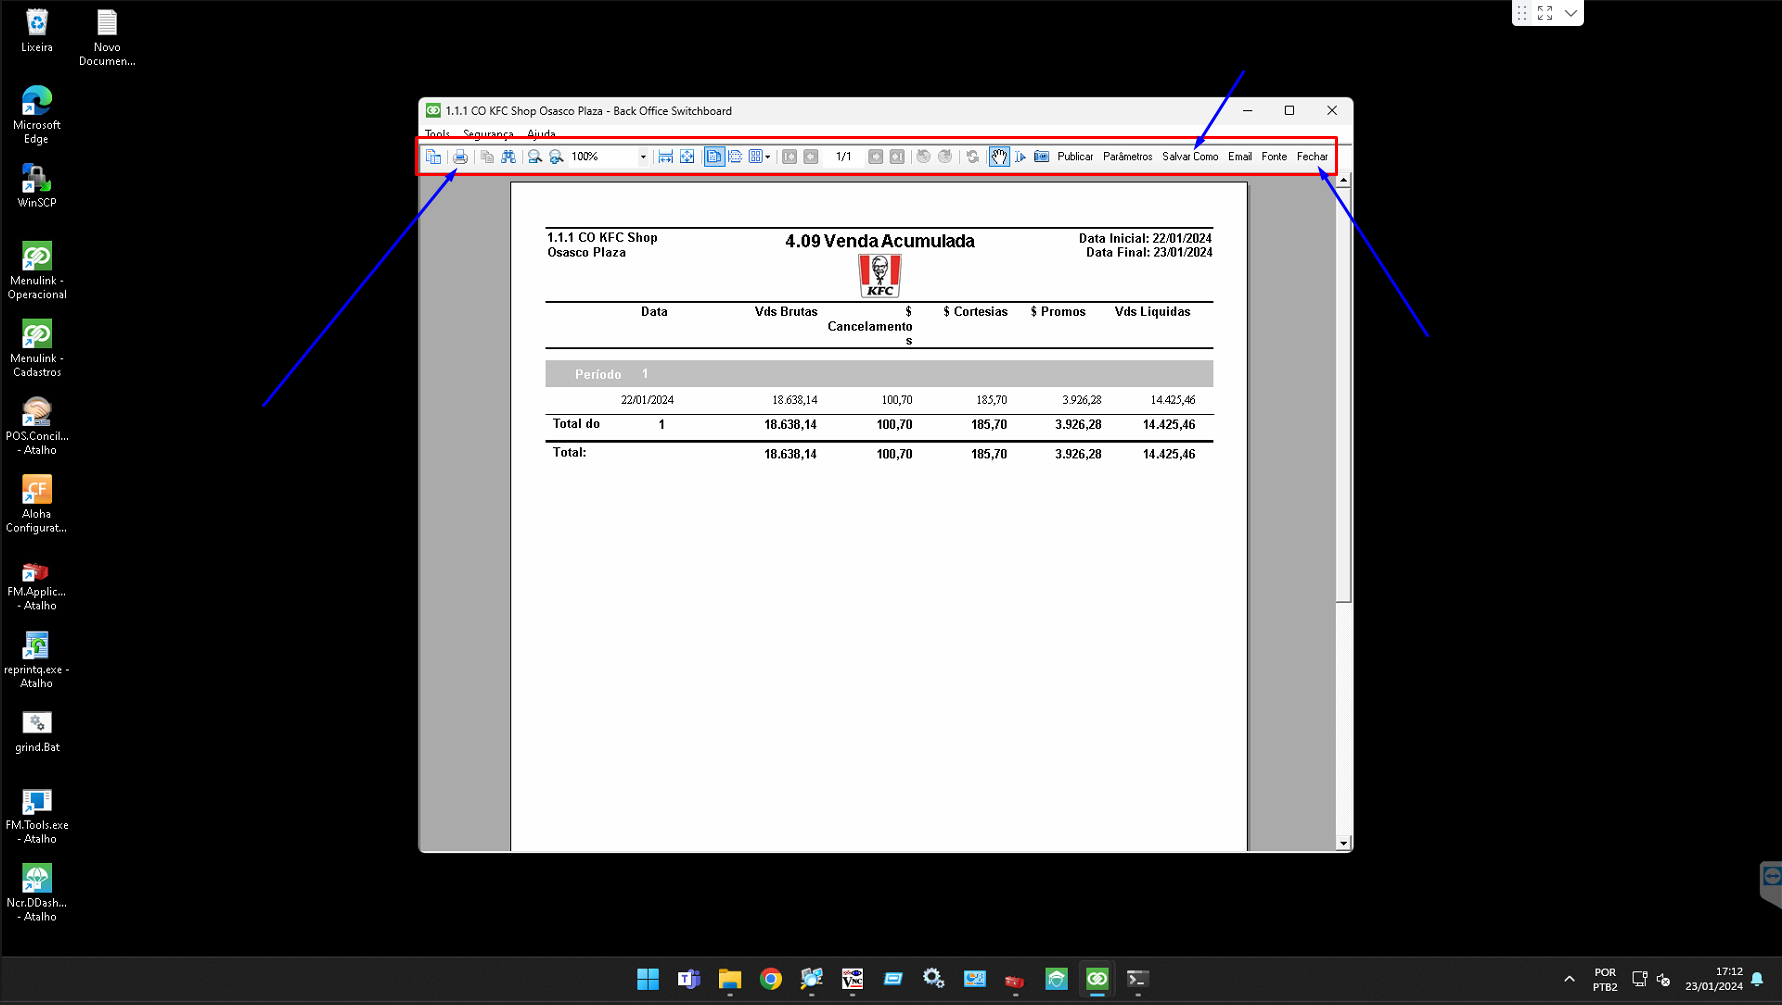 Lixeira
Novo
Documen...
Microsoft
Edge
WinSCP
Menulink -
Operacional
Menulink -
Cadastros
POS.Concil...
- Atalho
CF
Aloha
Configurat...
FM.Applic...
- Atalho
reprintq.exe -
Atalho
grind.Bat
FM.Tools.exe
- Atalho
Ncr.DDash...
- Atalho
1.1.1 CO KFC Shop Osasco Plaza - Back Office Switchboard
Tools Segurança Ajuda
100% 1/1 Publicar Parâmetros Salvar Como Email Fonte Fechar
1.1.1 CO KFC Shop
Osasco Plaza
4.09 Venda Acumulada
KFC
Data Inicial: 22/01/2024
Data Final: 23/01/2024
Data Vds Brutas $ $ Cortesias $ Promos Vds Liquidas
Cancelamento
s
Período 1
22/01/2024 18.638,14 100,70 185,70 3.926,28 14.425,46
Total do 1 18.638,14 100,70 185,70 3.926,28 14.425,46
Total: 18.638,14 100,70 185,70 3.926,28 14.425,46
VNC
POR
PTB2
17:12
23/01/2024